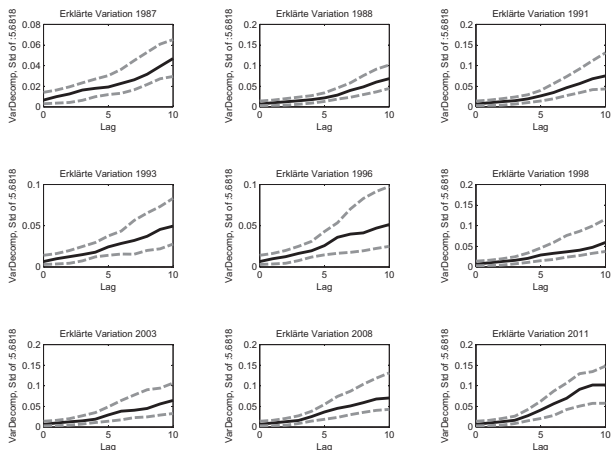 Erklärte Variation 1987
VarDecomp, Std of :5.6818
0.08
0.06
0.04
0.02
0
0
5
10
Lag
Erklärte Variation 1988
VarDecomp, Std of :5.6818
0.2
0.15
0.1
0.05
0
0
5
10
Lag
Erklärte Variation 1991
VarDecomp, Std of :5.6818
0.2
0.15
0.1
0.05
0
0
5
10
Lag
Erklärte Variation 1993
VarDecomp, Std of :5.6818
0.1
0.05
0
0
5
10
Lag
Erklärte Variation 1996
VarDecomp, Std of :5.6818
0.1
0.05
0
0
5
10
Lag
Erklärte Variation 1998
VarDecomp, Std of :5.6818
0.2
0.15
0.1
0.05
0
0
5
10
Lag
Erklärte Variation 2003
VarDecomp, Std of :5.6818
0.2
0.15
0.1
0.05
0
0
5
10
Lag
Erklärte Variation 2008
VarDecomp, Std of :5.6818
0.2
0.15
0.1
0.05
0
0
5
10
Lag
Erklärte Variation 2011
VarDecomp, Std of :5.6818
0.2
0.15
0.1
0.05
0
0
5
10
Lag